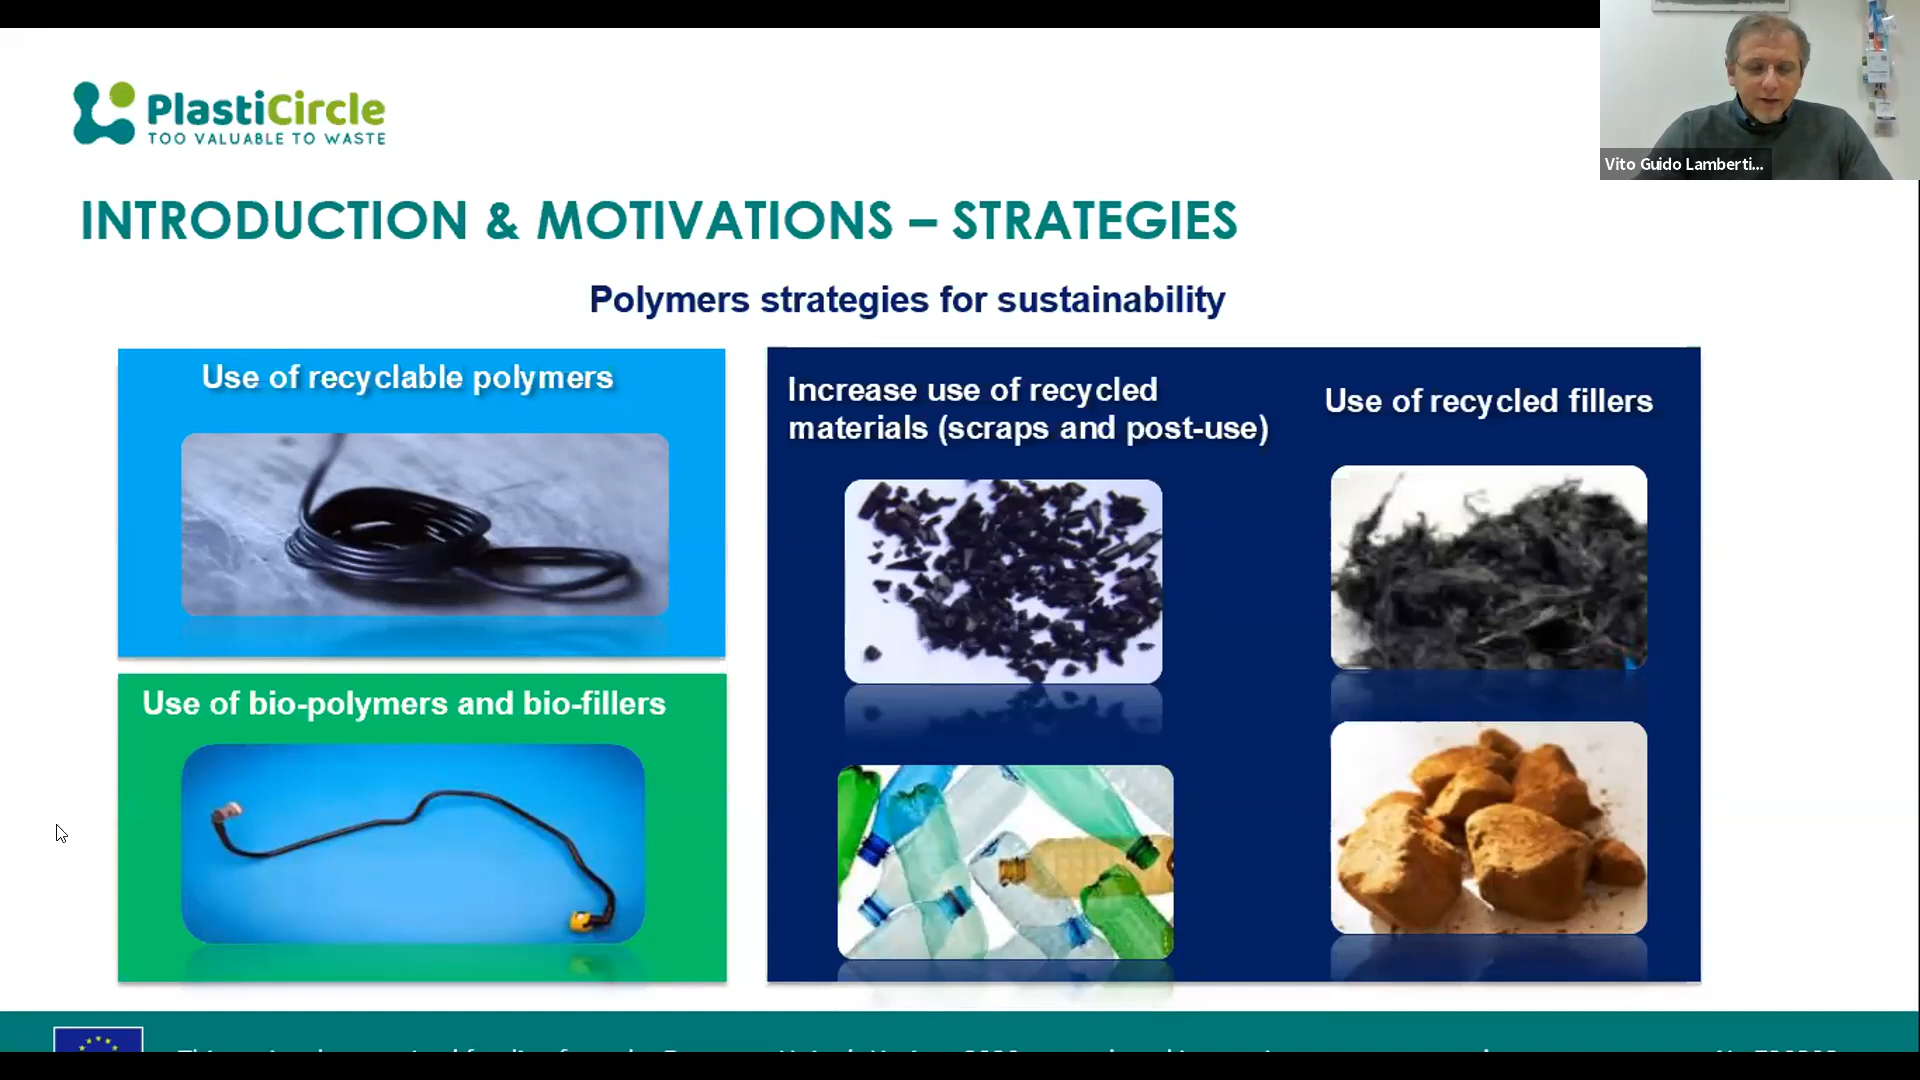 PlastiCircle
TOO VALUABLE TO WASTE
Vito Guido Lamberti...
INTRODUCTION & MOTIVATIONS – STRATEGIES
Polymers strategies for sustainability
Use of recyclable polymers
Increase use of recycled
materials (scraps and post-use)
Use of recycled fillers
Use of bio-polymers and bio-fillers